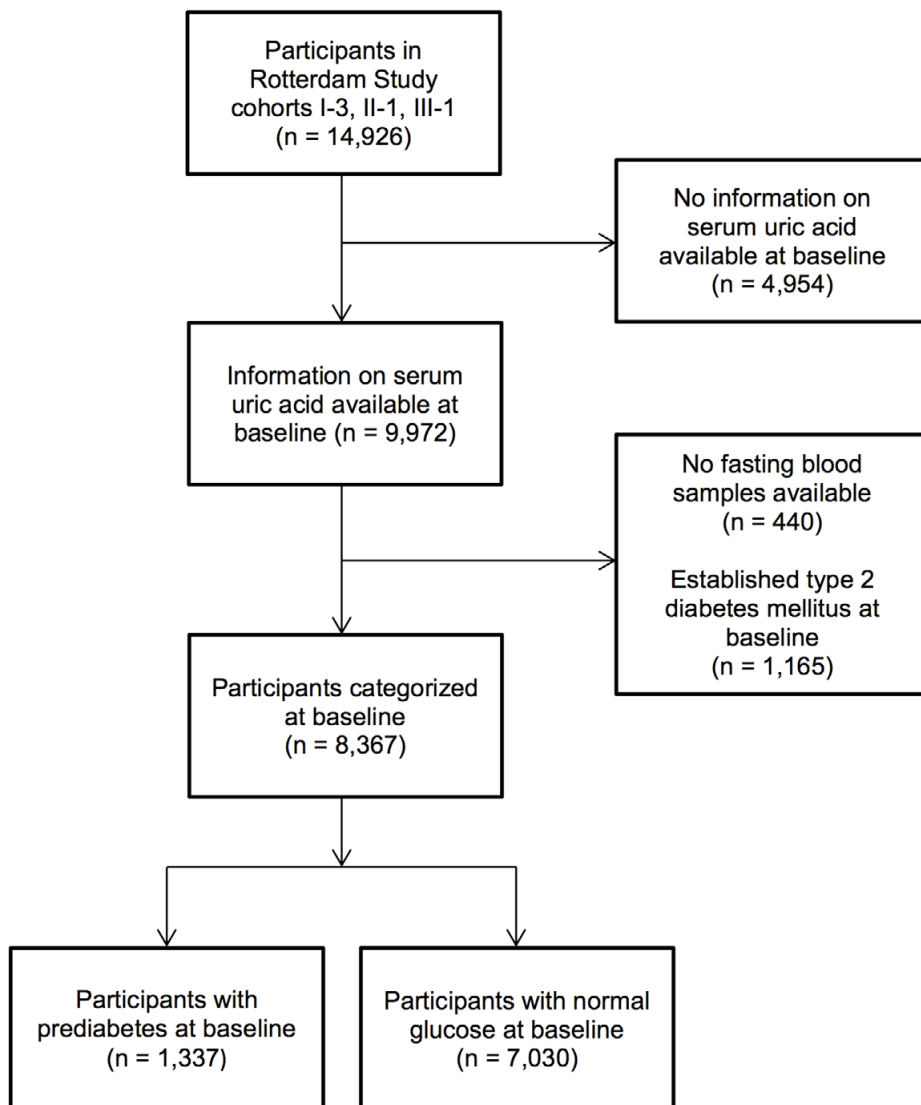 Participants in
Rotterdam Study
cohorts I-3, II-1, III-1
(n = 14,926)
No information on
serum uric acid
available at baseline
(n = 4,954)
Information on serum
uric acid available at
baseline (n = 9,972)
No fasting blood
samples available
(n = 440)
Established type 2
diabetes mellitus at
baseline
(n = 1,165)
Participants categorized
at baseline
(n = 8,367)
Participants with
prediabetes at baseline
(n = 1,337)
Participants with normal
glucose at baseline
(n = 7,030)